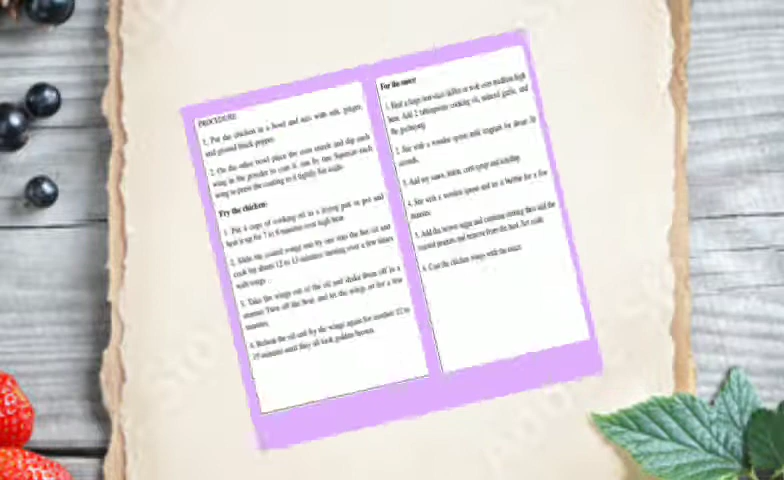 PROCEDURE
1. Put the chicken in a bowl and mix with salt, ginger,
and ground black pepper.
2. On the other bowl place the corn starch and dip each
wing in the powder to coat it one by one. Squeeze each
wing to press the coating to it tightly. Set aside.
Fry the chicken:
1. Put 4 cups of cooking oil in a frying pan or pot and
heat it up for 7 to 8 minutes over high heat.
2. Slide the coated wings one by one into the hot oil and
cook for about 12 to 13 minutes turning over a few times
with tongs.
3. Take the wings out of the oil and shake them off in a
strainer. Turn off the heat and let the wings sit for a few
minutes.
4. Reheat the oil and fry the wings again for another 12 to
15 minutes until they all look golden brown.
For the sauce:
1. Heat a large non-stick skillet or wok over medium high
heat. Add 2 tablespoons cooking oil, minced garlic, and
2. Stir with a wooden spoon until fragrant for about 30
seconds.
3. Add soy sauce, water, corn syrup and
4. Stir with a wooden spoon and let it bubble for a few
minutes.
5. Add the brown sugar and continue stirring then add the
peanuts and remove from the heat. Set aside.
6. Coat the chicken wings with the sauce.